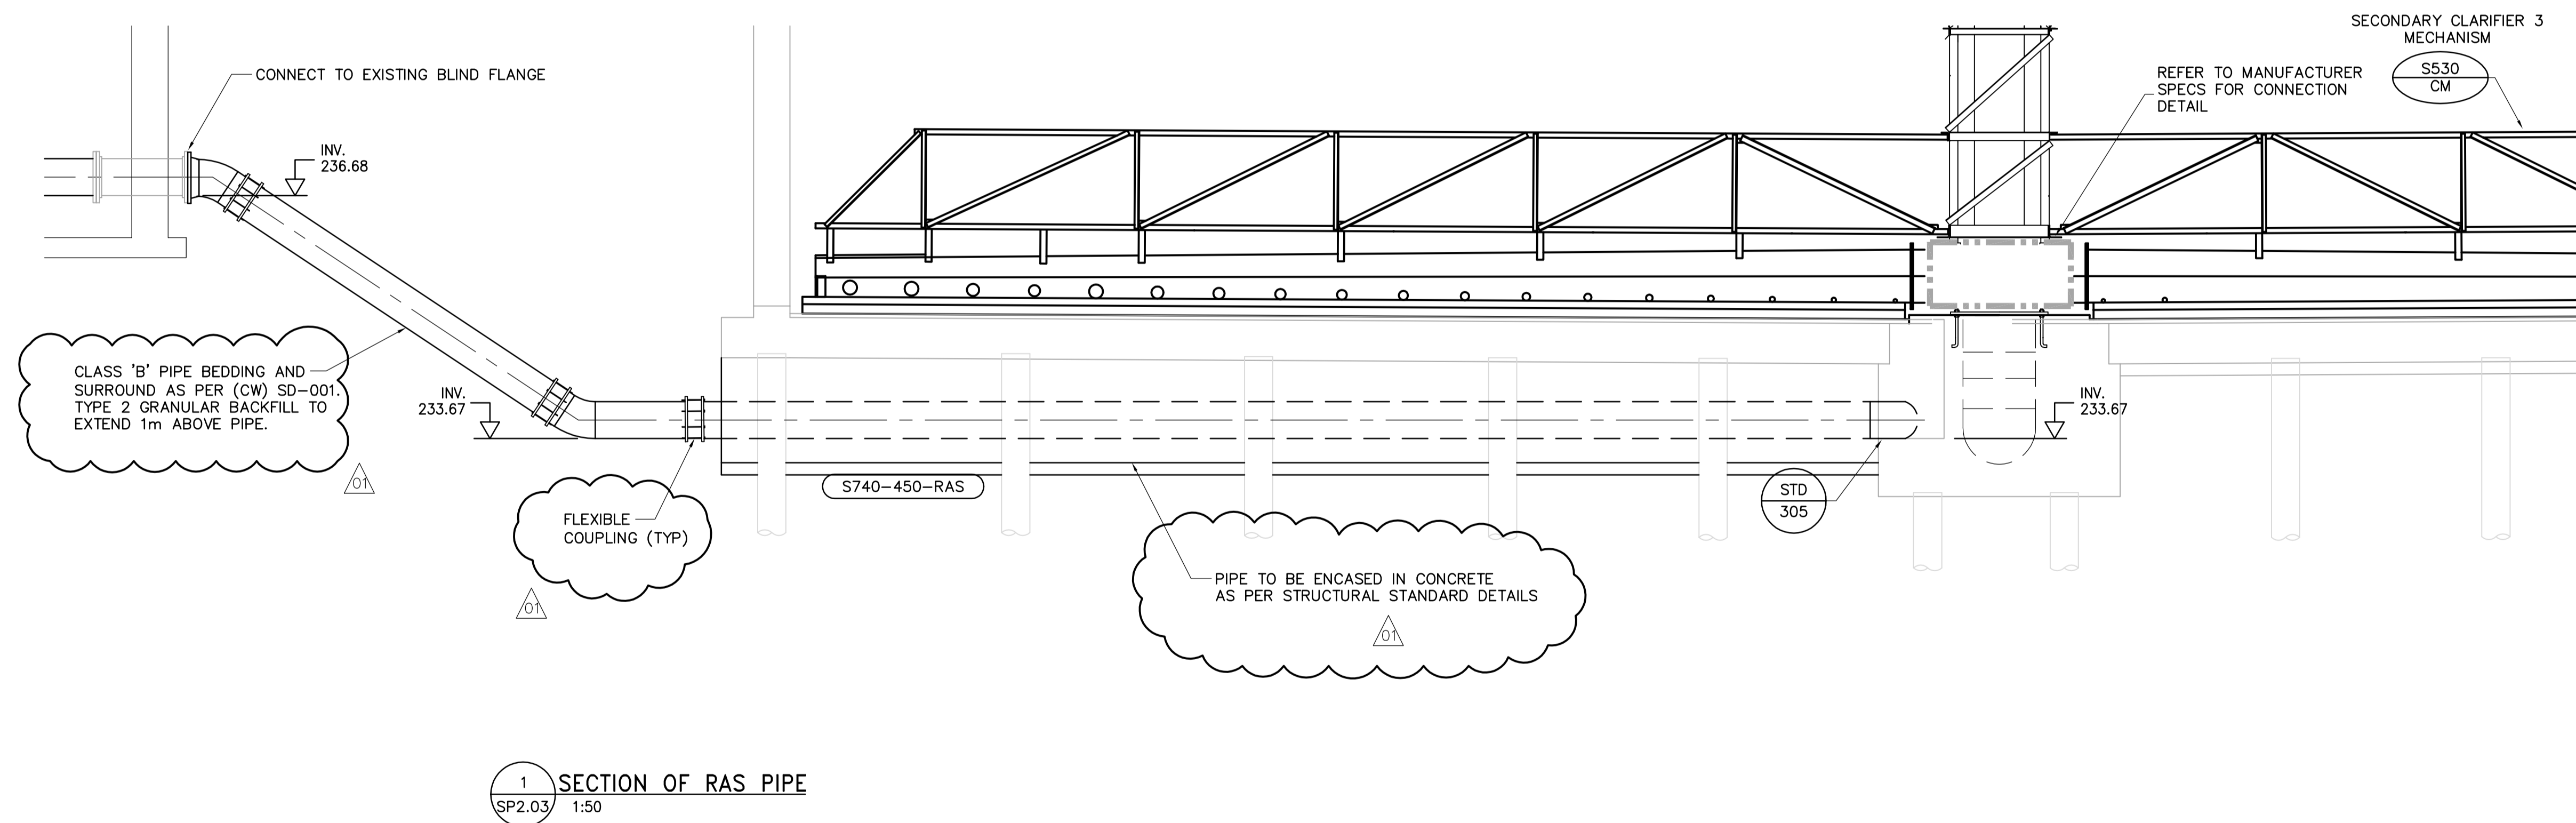 SECONDARY CLARIFIER 3
MECHANISM
S530
CM
REFER TO MANUFACTURER
SPECS FOR CONNECTION
DETAIL
CONNECT TO EXISTING BLIND FLANGE
INV.
236.68
CLASS 'B' PIPE BEDDING AND
SURROUND AS PER (CW) SD-001.
TYPE 2 GRANULAR BACKFILL TO
EXTEND 1m ABOVE PIPE.
01
INV.
233.67
INV.
233.67
S740-450-RAS
STD
305
FLEXIBLE
COUPLING (TYP)
01
PIPE TO BE ENCASED IN CONCRETE
AS PER STRUCTURAL STANDARD DETAILS
01
1
SP2.03
SECTION OF RAS PIPE
1:50